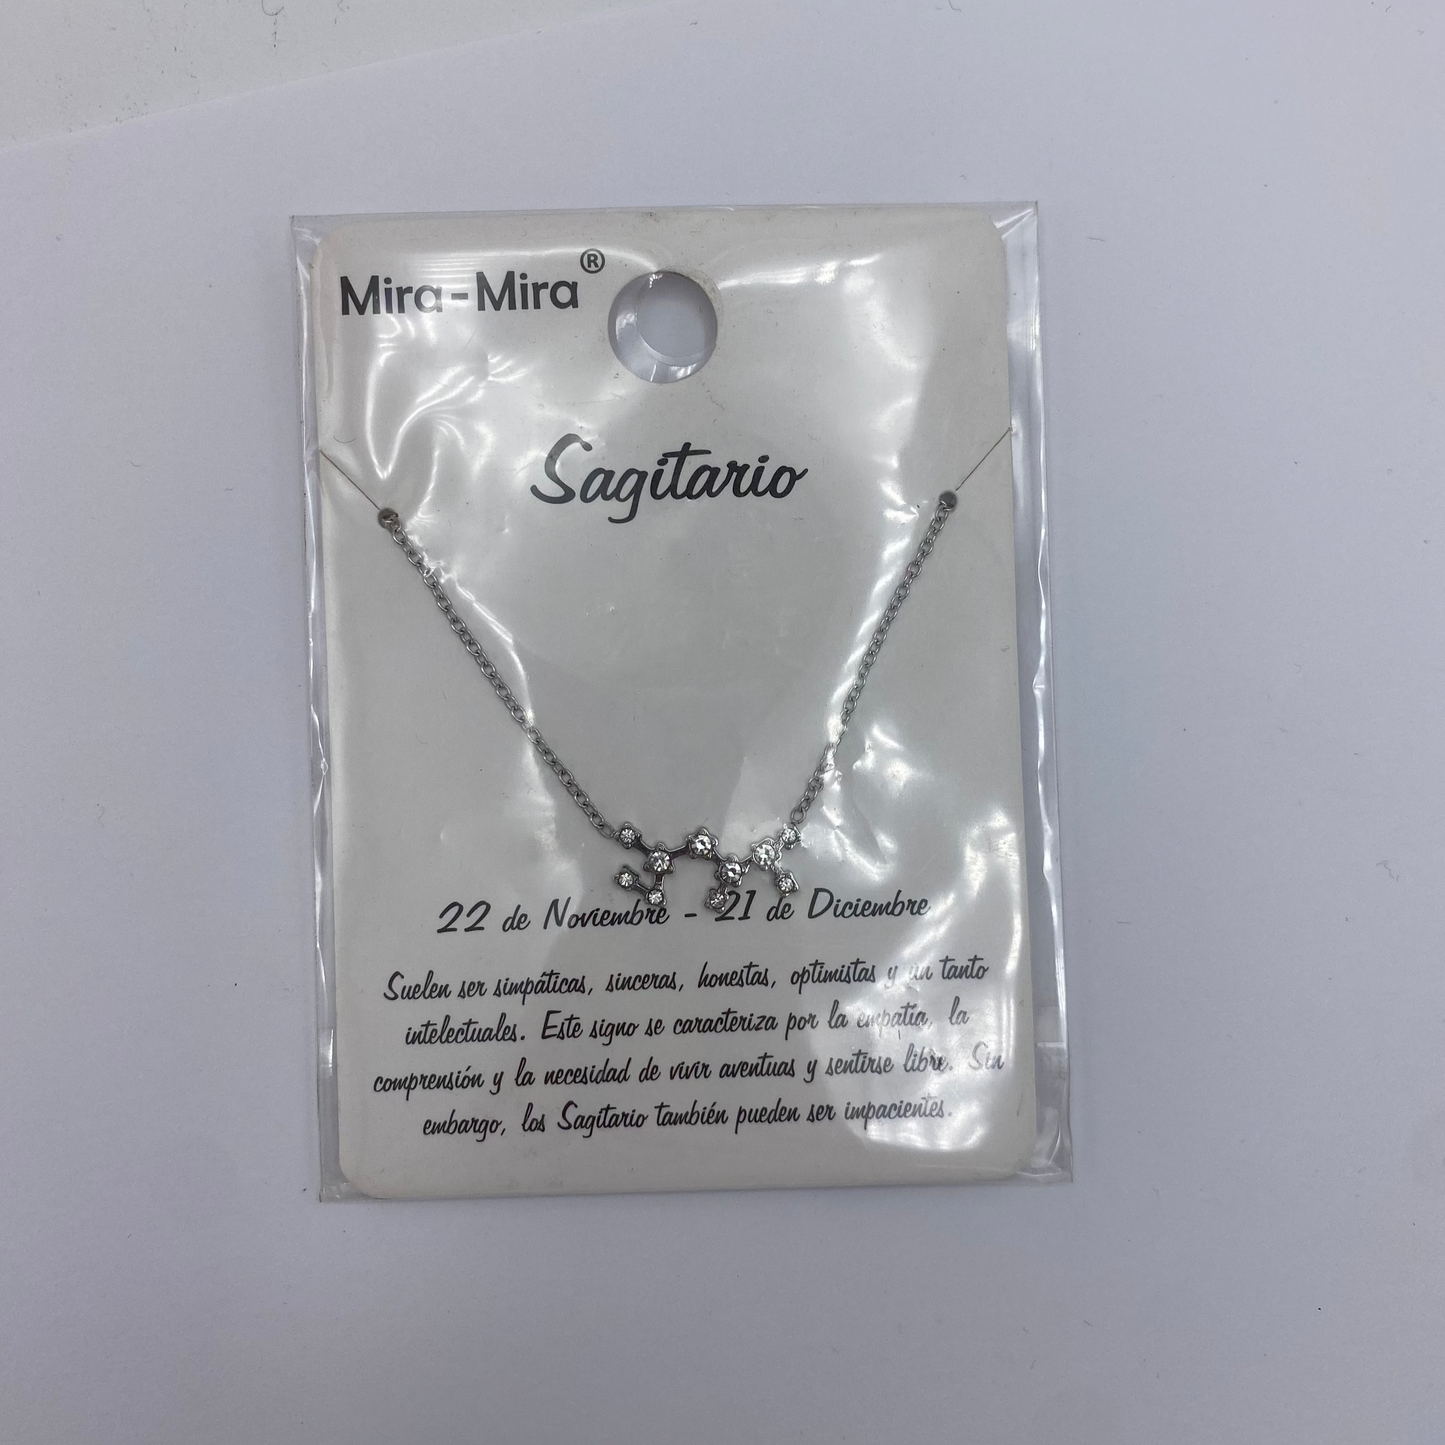 Mira-Mira®
Sagitario
22 de Noviembre - 21 de Diciembre
Suelen ser simpáticas, sinceras, honestas, optimistas y un tanto
intelectuales. Este signo se caracteriza por la empatía, la
comprensión y la necesidad de vivir aventuas y sentirse libre. Sin
embargo, los Sagitario también pueden ser impacientes.